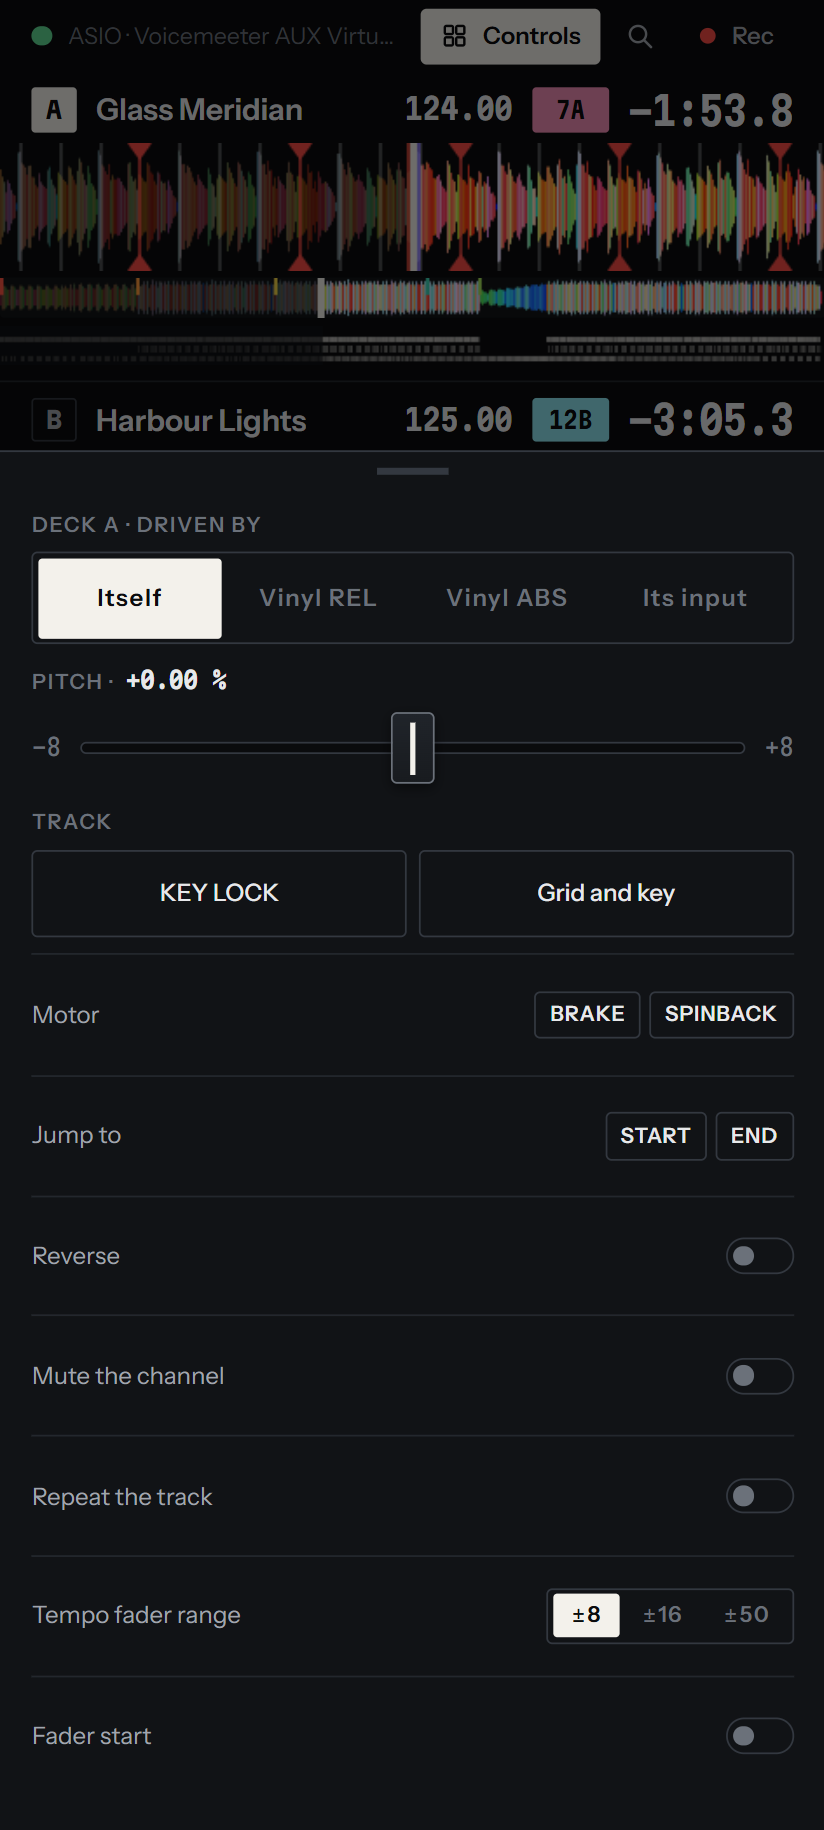 ASIO · Voicemeeter AUX Virtu... Controls Rec
A Glass Meridian 124.00 7A −1:53.8
B Harbour Lights 125.00 12B −3:05.3
DECK A · DRIVEN BY
Itself Vinyl REL Vinyl ABS Its input
PITCH · +0.00 %
−8 +8
TRACK
KEY LOCK Grid and key
Motor BRAKE SPINBACK
Jump to START END
Reverse
Mute the channel
Repeat the track
Tempo fader range ±8 ±16 ±50
Fader start